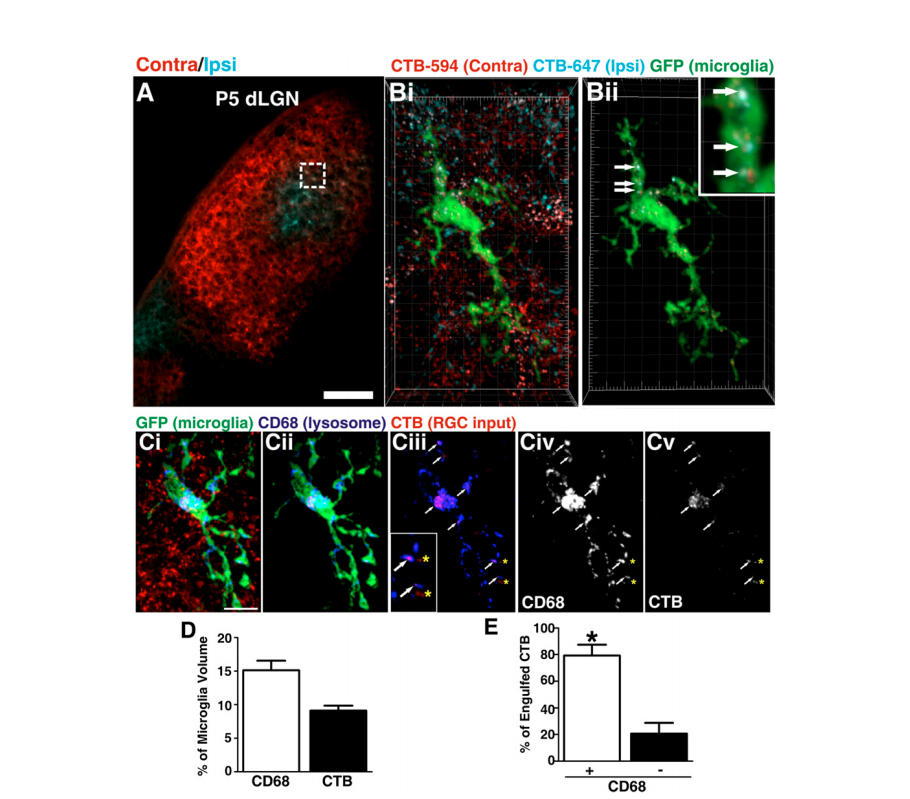 Contra/Ipsi
CTB-594 (Contra) CTB-647 (Ipsi) GFP (microglia)
A
P5 dLGN
Bi
Bii
GFP (microglia) CD68 (lysosome) CTB (RGC input)
Ci
Cii
Ciii
Civ
Cv
*
*
*
*
*
*
*
*
CD68
CTB
D
% of Microglia Volume
20
15
10
5
0
CD68
CTB
E
% of Engulfed CTB
100
80
60
40
20
0
*
+
-
CD68